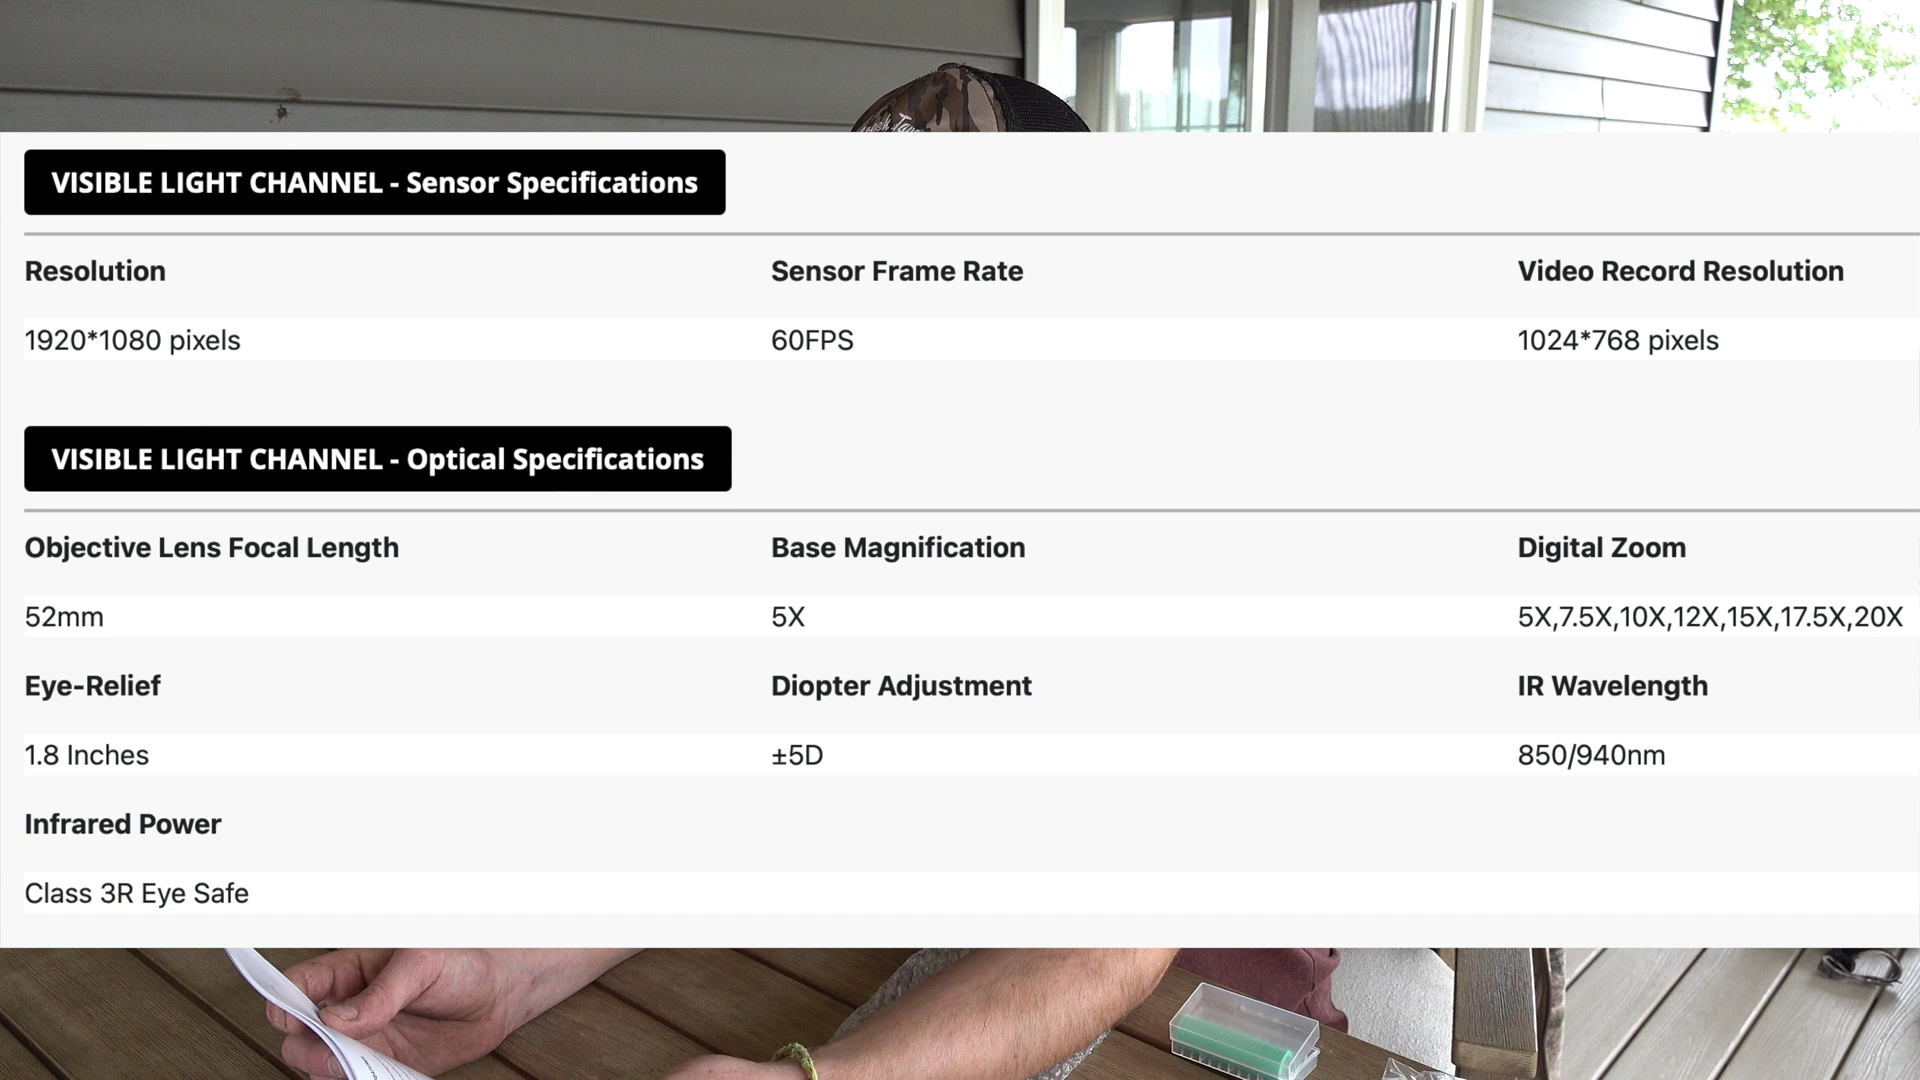 VISIBLE LIGHT CHANNEL - Sensor Specifications
Resolution Sensor Frame Rate Video Record Resolution
1920*1080 pixels 60FPS 1024*768 pixels
VISIBLE LIGHT CHANNEL - Optical Specifications
Objective Lens Focal Length Base Magnification Digital Zoom
52mm 5X 5X,7.5X,10X,12X,15X,17.5X,20X
Eye-Relief Diopter Adjustment IR Wavelength
1.8 Inches ±5D 850/940nm
Infrared Power
Class 3R Eye Safe